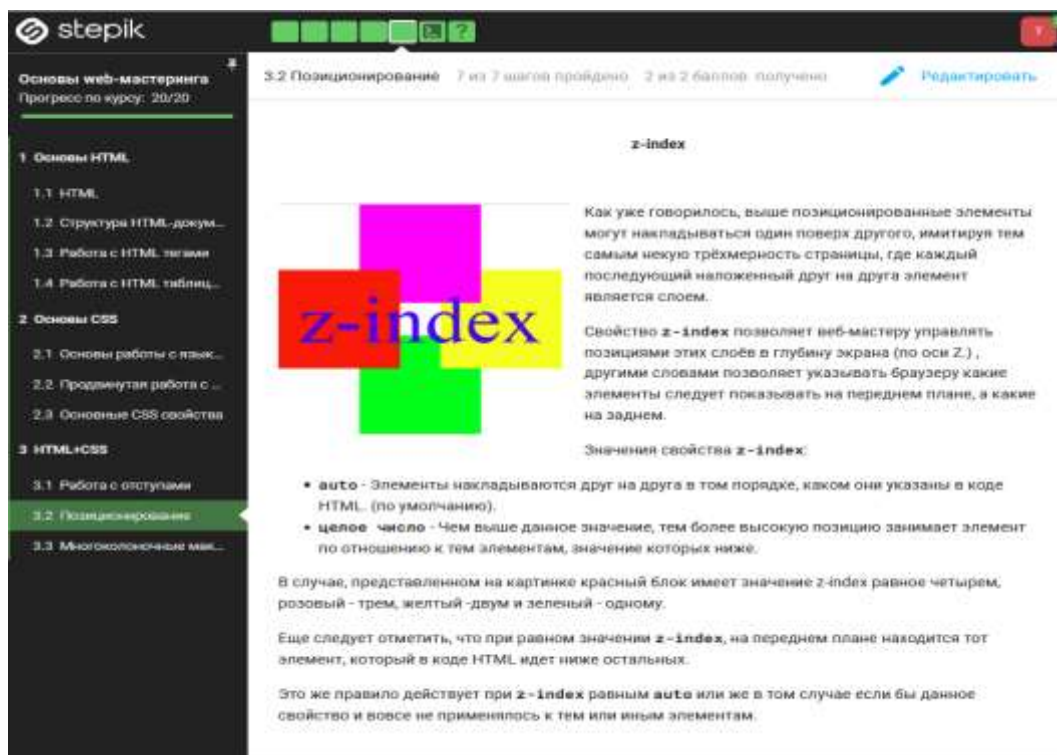 stepik
?
Основы web-мастеринга
Прогресс по курсу: 20/20
1 Основы HTML
1.1 HTML
1.2 Структура HTML-докум...
1.3 Работа с HTML тегами
1.4 Работа с HTML таблиц...
2 Основы CSS
2.1 Основы работы с язык...
2.2 Продвинутая работа с ...
2.3 Основные CSS свойства
3 HTML+CSS
3.1 Работа с отступами
3.2 Позиционирование
3.3 Многоколоночные мак...
3.2 Позиционирование 7 из 7 шагов пройдено 2 из 2 баллов получено
Редактировать
z-index
z-index
Как уже говорилось, выше позиционированные элементы
могут накладываться один поверх другого, имитируя тем
самым некую трёхмерность страницы, где каждый
последующий наложенный друг на друга элемент
является слоем.
Свойство z-index позволяет веб-мастеру управлять
позициями этих слоёв в глубину экрана (по оси Z.) ,
другими словами позволяет указывать браузеру какие
элементы следует показывать на переднем плане, а какие
на заднем.
Значения свойства z-index:
• auto - Элементы накладываются друг на друга в том порядке, каком они указаны в коде
HTML. (по умолчанию).
• целое число - Чем выше данное значение, тем более высокую позицию занимает элемент
по отношению к тем элементам, значение которых ниже.
В случае, представленном на картинке красный блок имеет значение z-index равное четырем,
розовый - трем, желтый -двум и зеленый - одному.
Еще следует отметить, что при равном значении z-index, на переднем плане находится тот
элемент, который в коде HTML идет ниже остальных.
Это же правило действует при z-index равным auto или же в том случае если бы данное
свойство и вовсе не применялось к тем или иным элементам.